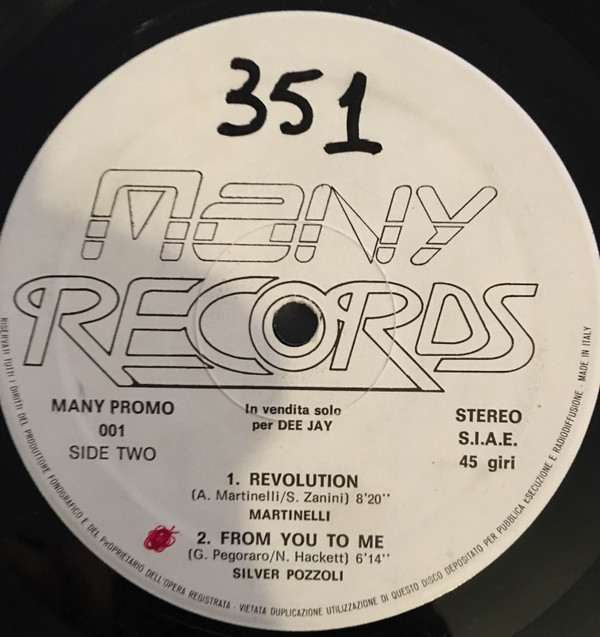 351
MANY
RECORDS
MANY PROMO
001
SIDE TWO
In vendita solo
per DEE JAY
STEREO
S.I.A.E.
45 giri
1. REVOLUTION
(A. Martinelli/S. Zanini) 8'20''
MARTINELLI
2. FROM YOU TO ME
(G. Pegoraro/N. Hackett) 6'14''
SILVER POZZOLI
RISERVATI TUTTI I DIRITTI DEL PRODUTTORE FONOGRAFICO E DEL PROPRIETARIO DELL'OPERA REGISTRATA - VIETATA DUPLICAZIONE UTILIZZAZIONE DI QUESTO DISCO DEPOSITATO PER PUBBLICA ESECUZIONE E RADIODIFFUSIONE - MADE IN ITALY